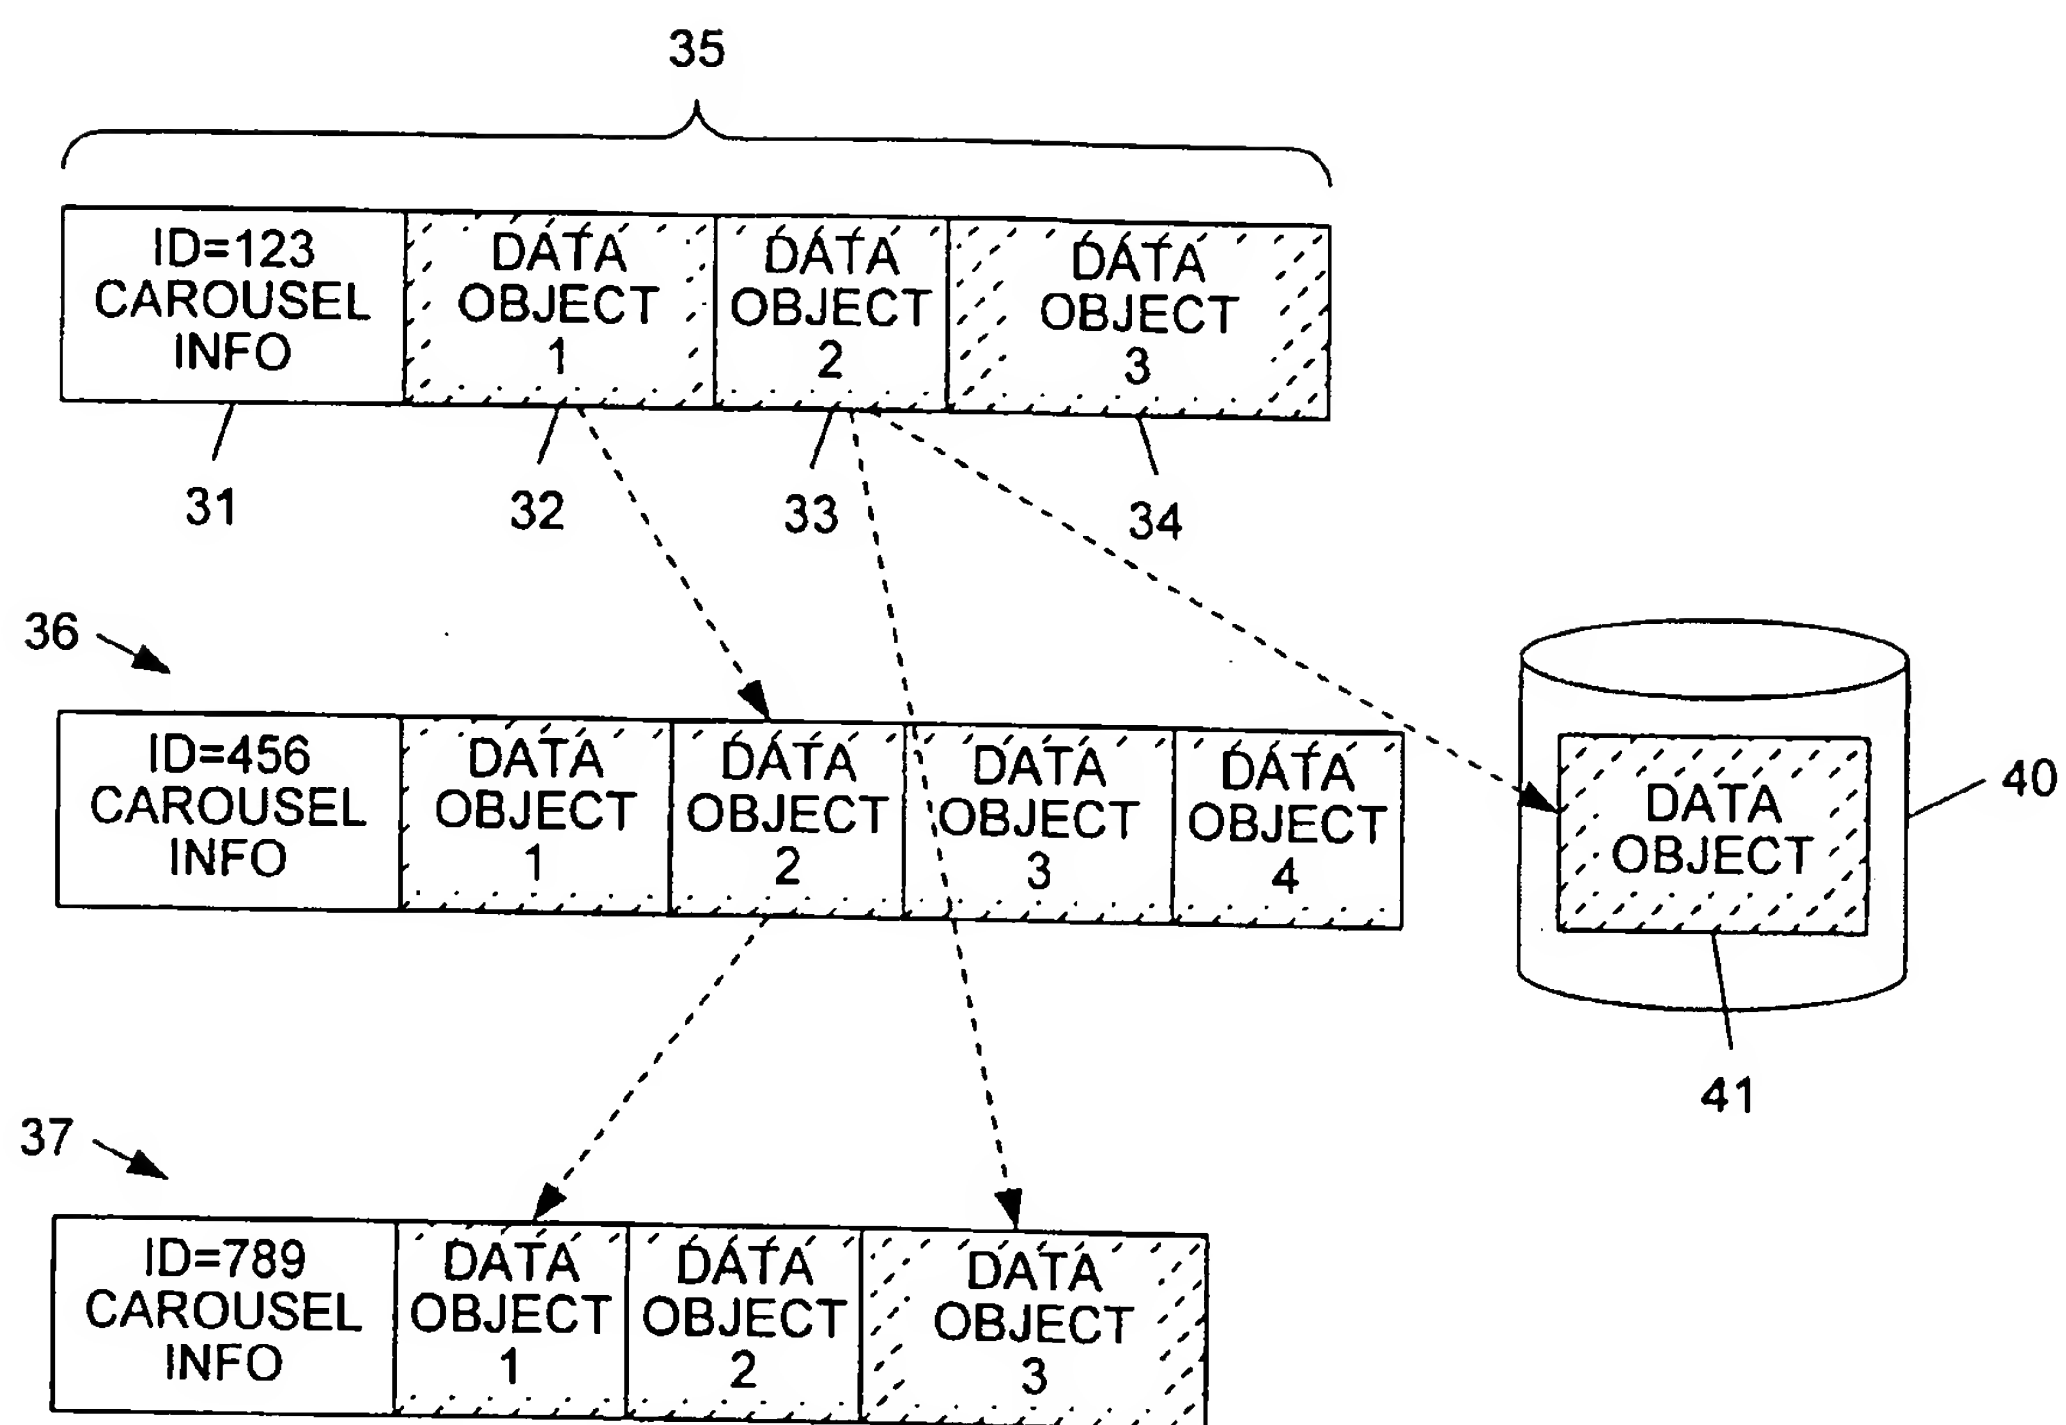 35
ID=123
CAROUSEL
INFO
DATA
OBJECT
1
DATA
OBJECT
2
DATA
OBJECT
3
31
32
33
34
36
ID=456
CAROUSEL
INFO
DATA
OBJECT
1
DATA
OBJECT
2
DATA
OBJECT
3
DATA
OBJECT
4
DATA
OBJECT
40
41
37
ID=789
CAROUSEL
INFO
DATA
OBJECT
1
DATA
OBJECT
2
DATA
OBJECT
3